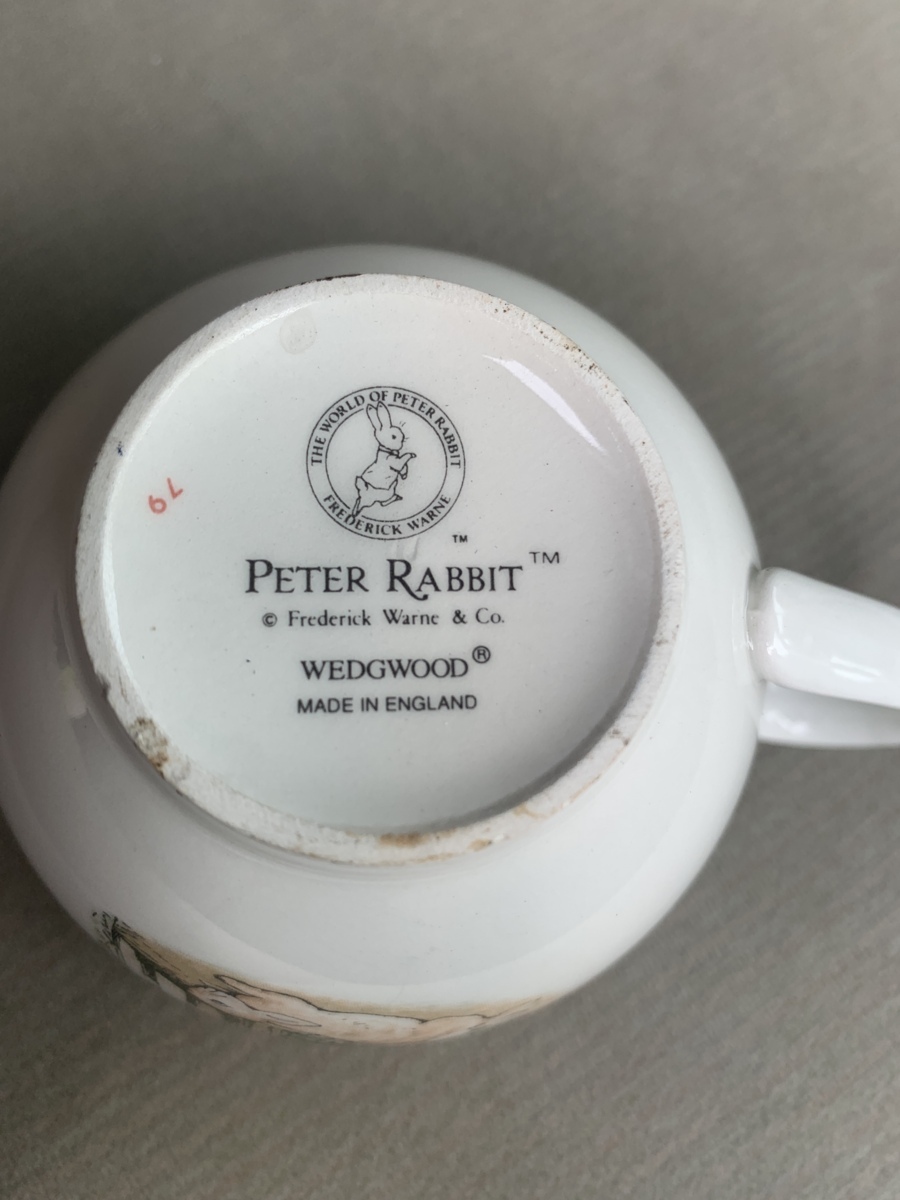 THE WORLD OF PETER RABBIT
FREDERICK WARNE
TM
PETER RABBIT TM
© Frederick Warne & Co.
WEDGWOOD®
MADE IN ENGLAND
79